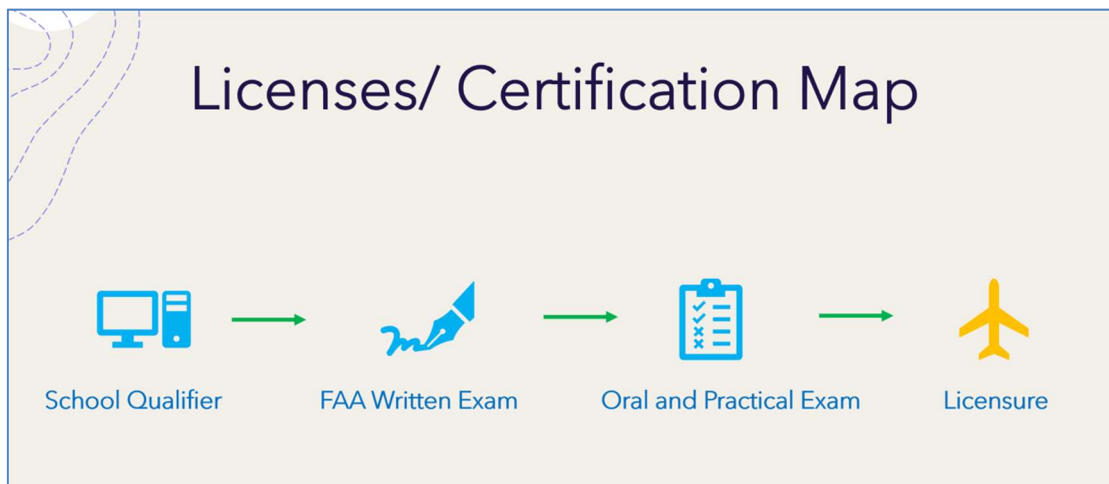 Licenses/ Certification Map
School Qualifier
FAA Written Exam
Oral and Practical Exam
Licensure